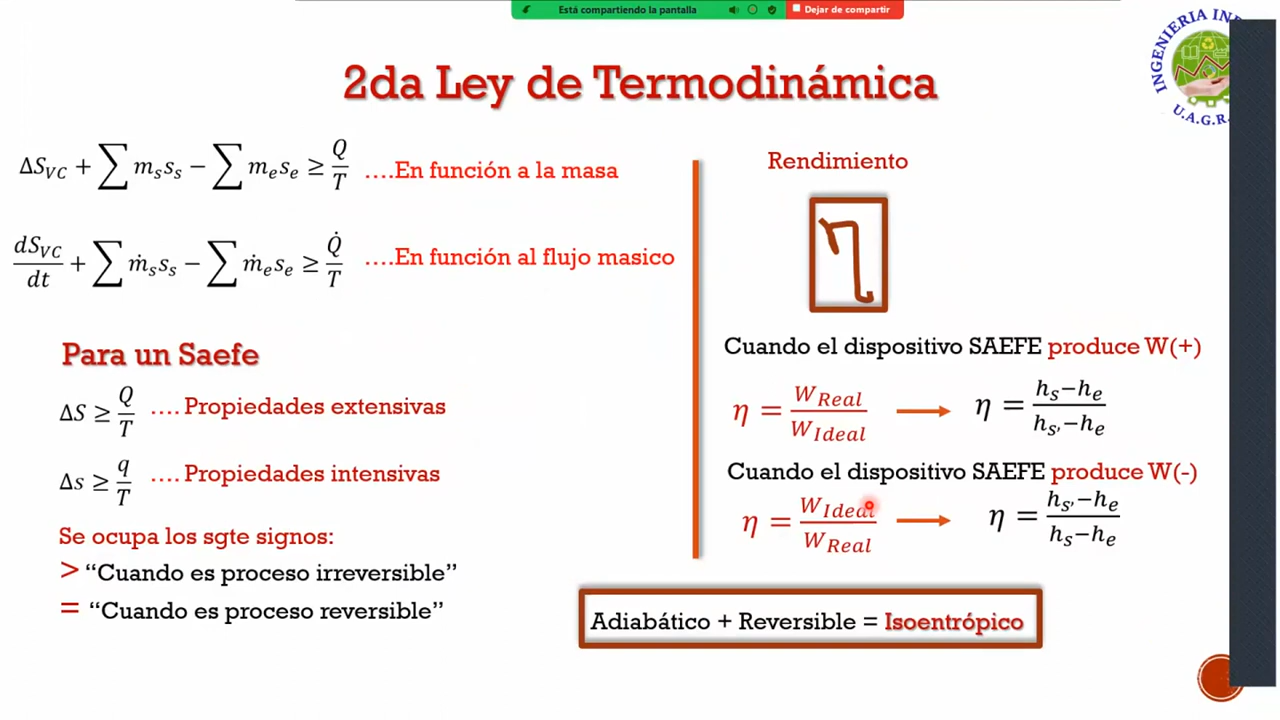 Está compartiendo la pantalla
Dejar de compartir
INGENIERIA IN
U.A.G.R.
2da Ley de Termodinámica
ΔS_VC + ∑ m_s s_s − ∑ m_e s_e ≥ Q/T ….En función a la masa
dS_VC/dt + ∑ ṁ_s s_s − ∑ ṁ_e s_e ≥ Q̇/T ….En función al flujo masico
Para un Saefe
ΔS ≥ Q/T …. Propiedades extensivas
Δs ≥ q/T …. Propiedades intensivas
Se ocupa los sgte signos:
> “Cuando es proceso irreversible”
= “Cuando es proceso reversible”
Rendimiento
η
Cuando el dispositivo SAEFE produce W(+)
η = W_Real/W_Ideal → η = (h_s−h_e)/(h_s,−h_e)
Cuando el dispositivo SAEFE produce W(-)
η = W_Ideal/W_Real → η = (h_s,−h_e)/(h_s−h_e)
Adiabático + Reversible = Isoentrópico